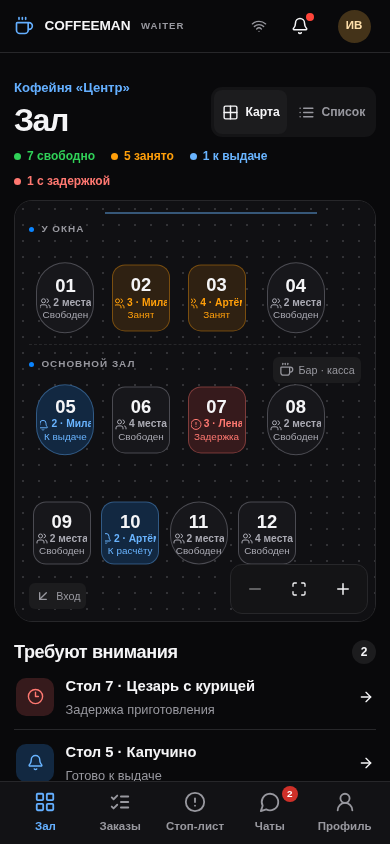 COFFEEMAN WAITER
ИВ
Кофейня «Центр»
Зал
Карта
Список
7 свободно
5 занято
1 к выдаче
1 с задержкой
У ОКНА
01
2 места
Свободен
02
3 · Мила
Занят
03
4 · Артём
Занят
04
2 места
Свободен
ОСНОВНОЙ ЗАЛ
Бар · касса
05
2 · Мила
К выдаче
06
4 места
Свободен
07
3 · Лена
Задержка
08
2 места
Свободен
09
2 места
Свободен
10
2 · Артём
К расчёту
11
2 места
Свободен
12
4 места
Свободен
Вход
Требуют внимания
2
Стол 7 · Цезарь с курицей
Задержка приготовления
Стол 5 · Капучино
Готово к выдаче
2
Зал
Заказы
Стоп-лист
Чаты
Профиль